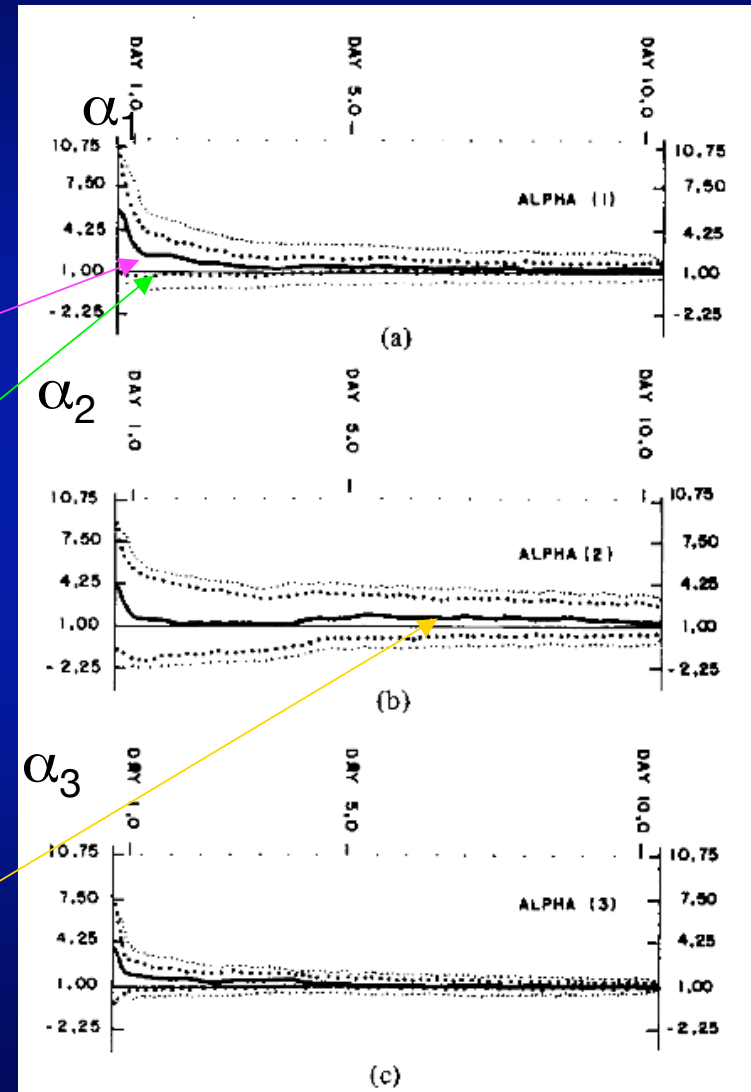 DAY 1,0
DAY 5,0
DAY 10,0
α1
10,75
10,75
7,50
7,50
ALPHA (1)
4,25
4,25
1,00
1,00
-2,25
-2,25
(a)
α2
DAY 1,0
DAY 5,0
DAY 10,0
10,75
10,75
7,50
7,50
ALPHA (2)
4,25
4,25
1,00
1,00
-2,25
-2,25
(b)
α3
DAY 1,0
DAY 5,0
DAY 10,0
10,75
10,75
7,50
7,50
ALPHA (3)
4,25
4,25
1,00
1,00
-2,25
-2,25
(c)